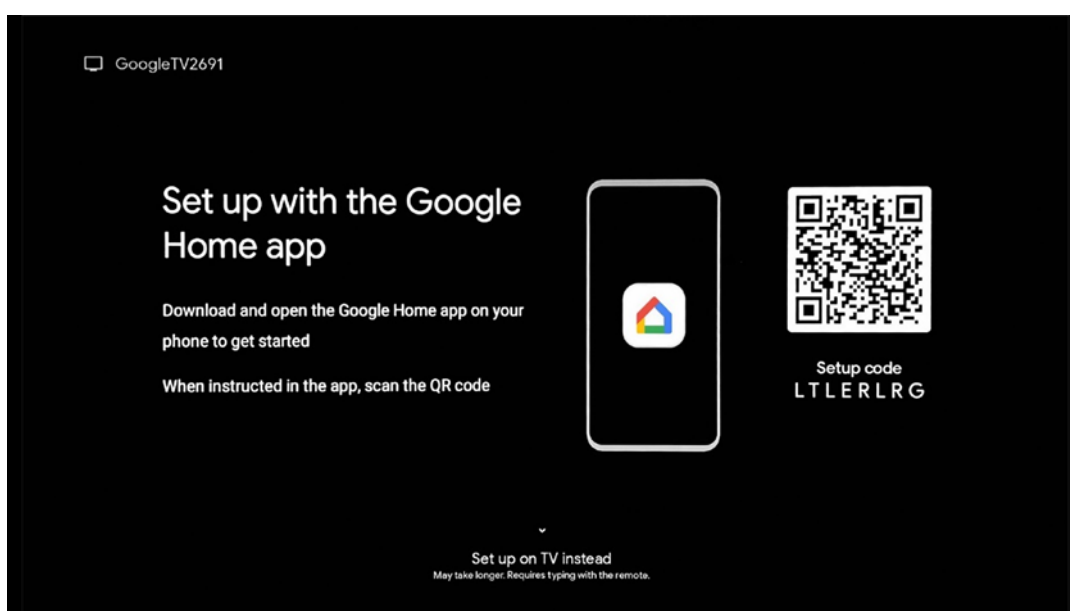 GoogleTV2691
Set up with the Google
Home app
Download and open the Google Home app on your
phone to get started
When instructed in the app, scan the QR code
Setup code
LTLERLRG
Set up on TV instead
May take longer. Requires typing with the remote.